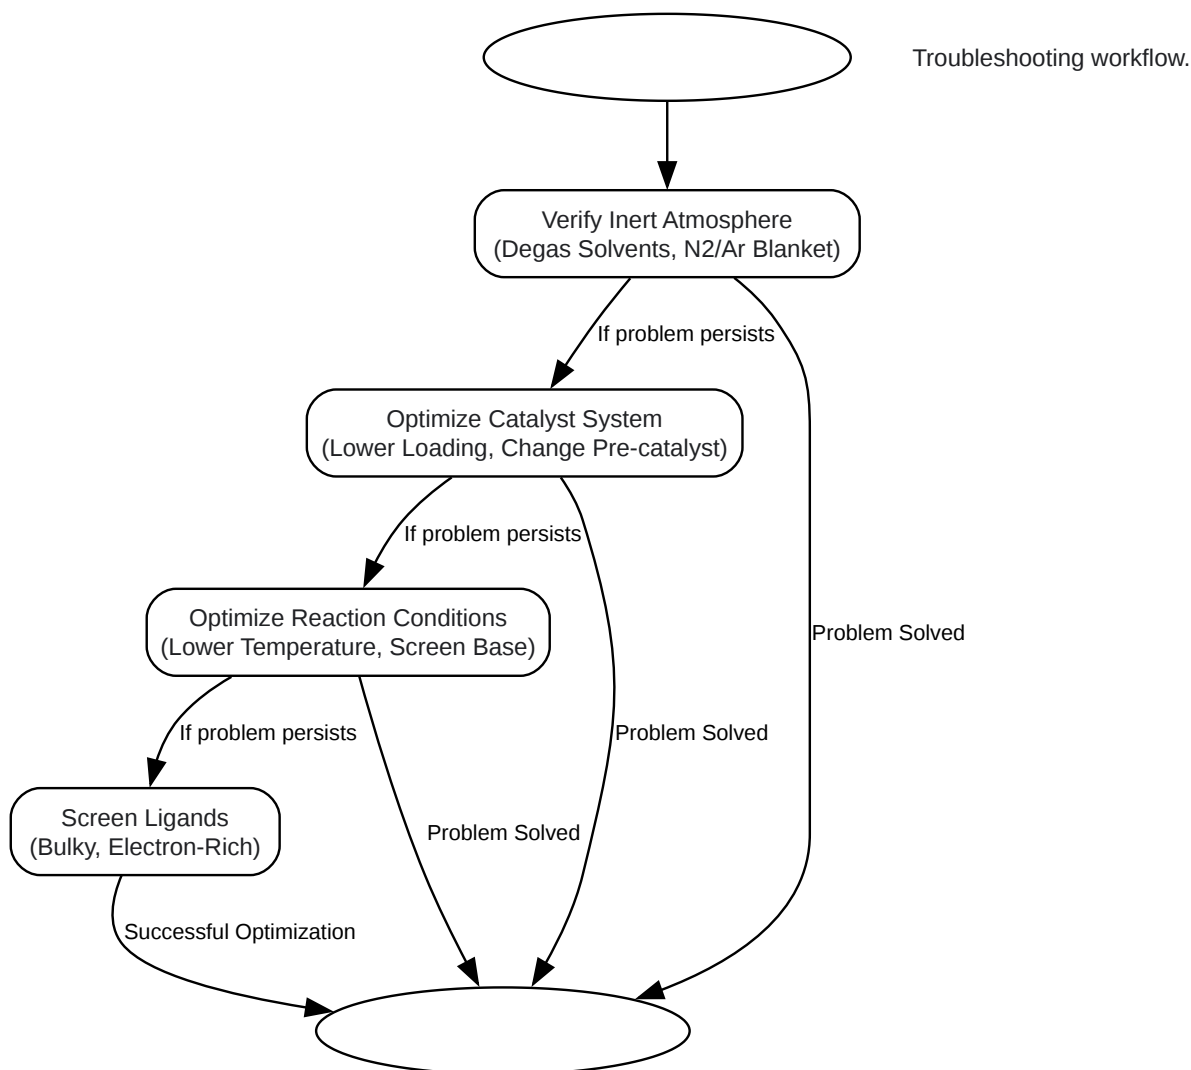 Troubleshooting workflow.
Verify Inert Atmosphere
(Degas Solvents, N2/Ar Blanket)
If problem persists
Optimize Catalyst System
(Lower Loading, Change Pre-catalyst)
If problem persists
Optimize Reaction Conditions
(Lower Temperature, Screen Base)
Problem Solved
If problem persists
Problem Solved
Screen Ligands
(Bulky, Electron-Rich)
Problem Solved
Successful Optimization